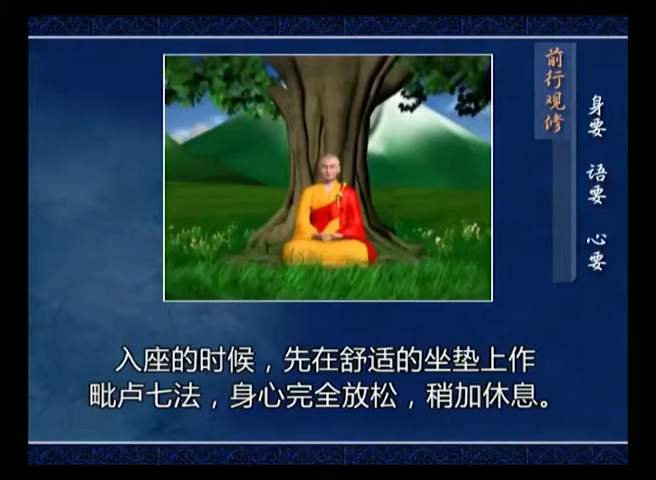 前行观修
身要 语要 心要
入座的时候，先在舒适的坐垫上作
毗卢七法，身心完全放松，稍加休息。